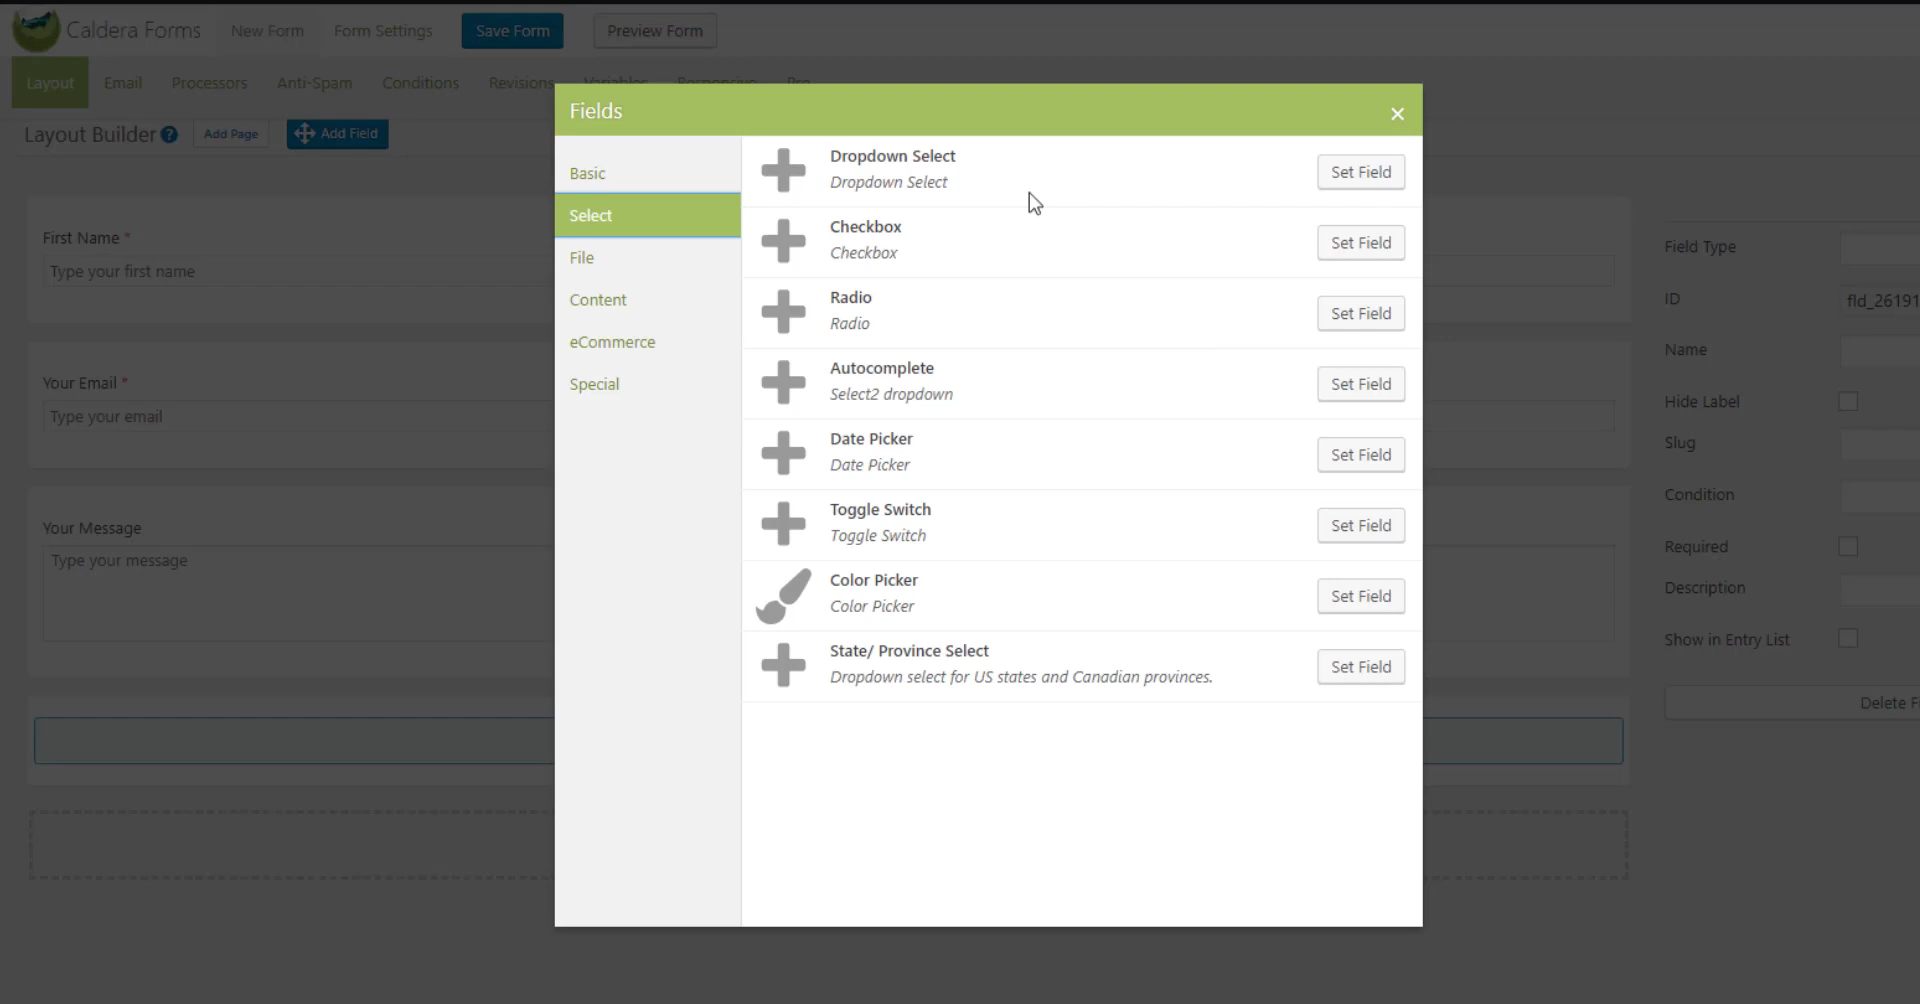 Caldera Forms New Form Form Settings Save Form Preview Form
Layout Email Processors Anti-Spam Conditions Revisions Variables Responsive Pro
Layout Builder ? Add Page Add Field
Fields ×
Basic
Select
File
Content
eCommerce
Special
Dropdown Select
Dropdown Select
Set Field
Checkbox
Checkbox
Set Field
Radio
Radio
Set Field
Autocomplete
Select2 dropdown
Set Field
Date Picker
Date Picker
Set Field
Toggle Switch
Toggle Switch
Set Field
Color Picker
Color Picker
Set Field
State/ Province Select
Dropdown select for US states and Canadian provinces.
Set Field
First Name *
Type your first name
Your Email *
Type your email
Your Message
Type your message
Field Type
ID fld_26191
Name
Hide Label
Slug
Condition
Required
Description
Show in Entry List
Delete Fi